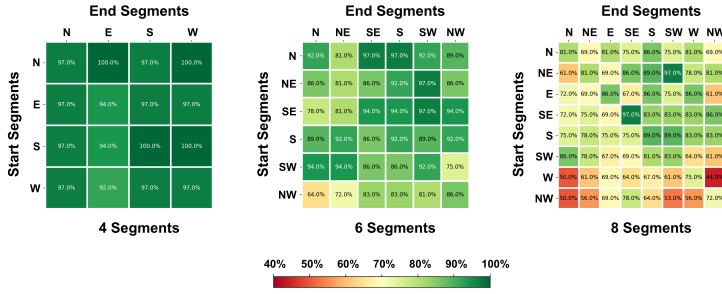 End Segments
N E S W
Start Segments
N 97.0% 100.0% 97.0% 100.0%
E 97.0% 94.0% 97.0% 97.0%
S 97.0% 94.0% 100.0% 100.0%
W 97.0% 92.0% 97.0% 97.0%
4 Segments
End Segments
N NE SE S SW NW
Start Segments
N 92.0% 81.0% 97.0% 97.0% 92.0% 89.0%
NE 86.0% 81.0% 86.0% 92.0% 97.0% 86.0%
SE 78.0% 81.0% 94.0% 94.0% 97.0% 94.0%
S 89.0% 92.0% 86.0% 92.0% 89.0% 92.0%
SW 94.0% 94.0% 86.0% 86.0% 92.0% 75.0%
NW 64.0% 72.0% 83.0% 83.0% 81.0% 86.0%
6 Segments
End Segments
N NE E SE S SW W NW
Start Segments
N 81.0% 69.0% 81.0% 75.0% 86.0% 75.0% 81.0% 69.0%
NE 61.0% 81.0% 69.0% 86.0% 89.0% 97.0% 78.0% 81.0%
E 72.0% 69.0% 86.0% 67.0% 86.0% 75.0% 86.0% 61.0%
SE 72.0% 75.0% 69.0% 97.0% 83.0% 83.0% 83.0% 86.0%
S 75.0% 78.0% 75.0% 75.0% 89.0% 89.0% 83.0% 83.0%
SW 86.0% 78.0% 67.0% 69.0% 81.0% 83.0% 64.0% 61.0%
W 50.0% 61.0% 69.0% 64.0% 67.0% 61.0% 75.0% 44.0%
NW 50.0% 56.0% 69.0% 78.0% 64.0% 53.0% 56.0% 72.0%
8 Segments
40% 50% 60% 70% 80% 90% 100%